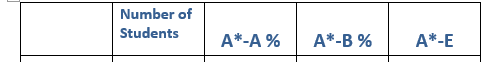 Number of
Students
A*-A % A*-B % A*-E